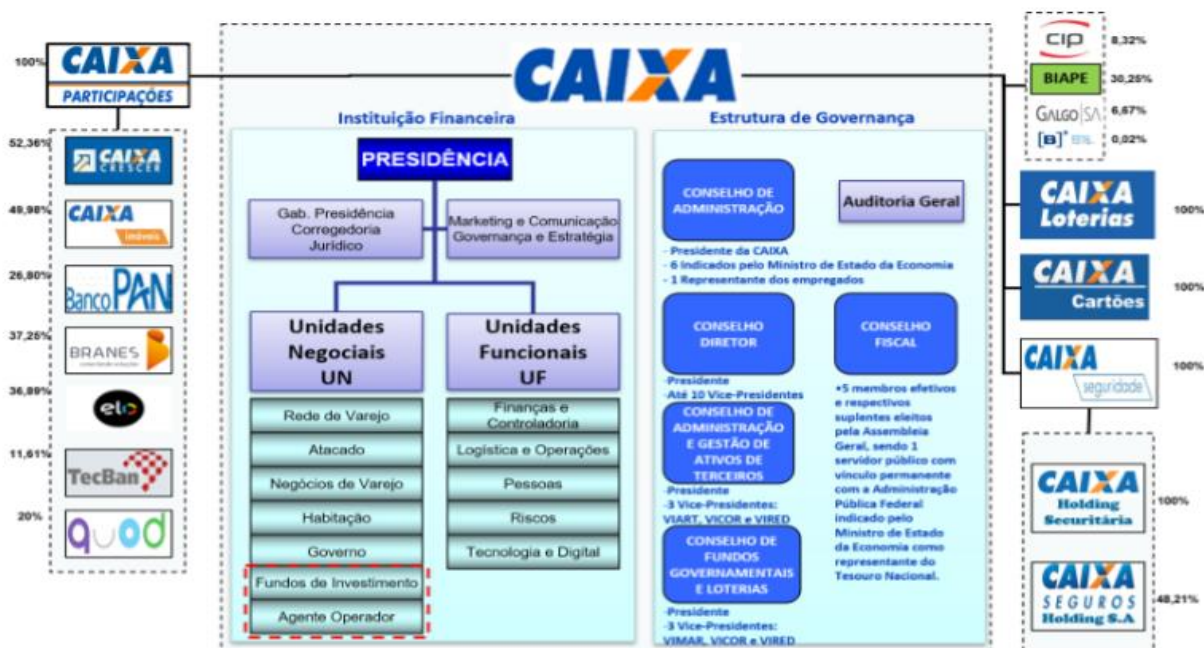 100%
CAIXA
PARTICIPAÇÕES
52,36%
CAIXA
CRESCER
49,98%
CAIXA
imóveis
26,80%
Banco PAN
37,25%
BRANES
36,89%
elo
11,61%
TecBan
20%
quod
CAIXA
Instituição Financeira
PRESIDÊNCIA
Gab. Presidência
Corregedoria
Jurídico
Marketing e Comunicação
Governança e Estratégia
Unidades
Negociais
UN
Rede de Varejo
Atacado
Negócios de Varejo
Habitação
Governo
Fundos de Investimento
Agente Operador
Unidades
Funcionais
UF
Finanças e
Controladoria
Logística e Operações
Pessoas
Riscos
Tecnologia e Digital
Estrutura de Governança
CONSELHO DE
ADMINISTRAÇÃO
Auditoria Geral
- Presidente da CAIXA
- 6 Indicados pelo Ministro de Estado da Economia
- 1 Representante dos empregados
CONSELHO
DIRETOR
-Presidente
-Até 10 Vice-Presidentes
CONSELHO DE
ADMINISTRAÇÃO
E GESTÃO DE
ATIVOS DE
TERCEIROS
-Presidente
-3 Vice-Presidentes:
VIART, VICOR e VIRED
CONSELHO DE
FUNDOS
GOVERNAMENTAIS
E LOTERIAS
-Presidente
-3 Vice-Presidentes:
VIMAR, VICOR e VIRED
CONSELHO
FISCAL
•5 membros efetivos
e respectivos
suplentes eleitos
pela Assembleia
Geral, sendo 1
servidor público com
vínculo permanente
com a Administração
Pública Federal
indicado pelo
Ministro de Estado
da Economia como
representante do
Tesouro Nacional.
CIP
8,32%
BIAPE
30,25%
GALGO|SA
6,67%
[B]³
0,02%
CAIXA
Loterias
100%
CAIXA
Cartões
100%
CAIXA
seguridade
100%
CAIXA
Holding
Securitária
100%
CAIXA
SEGUROS
Holding S.A
48,21%